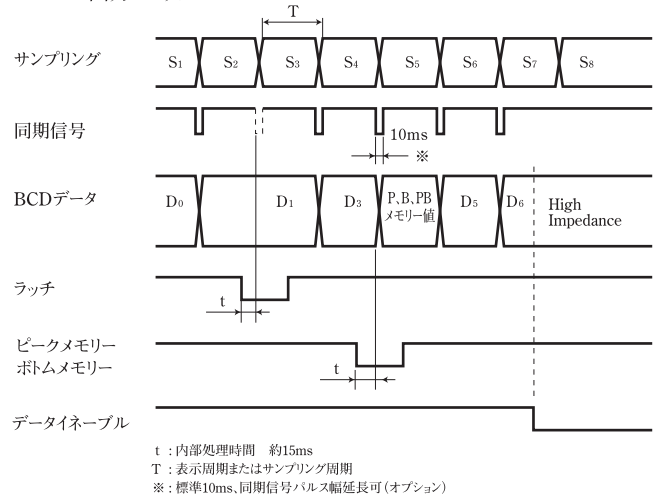 T
サンプリング S1 S2 S3 S4 S5 S6 S7 S8
同期信号
10ms
※
BCDデータ D0 D1 D3 P、B、PB メモリー値 D5 D6 High Impedance
ラッチ
t
ピークメモリー
ボトムメモリー
t
データイネーブル
t：内部処理時間　約15ms
T：表示周期またはサンプリング周期
※：標準10ms、同期信号パルス幅延長可（オプション）